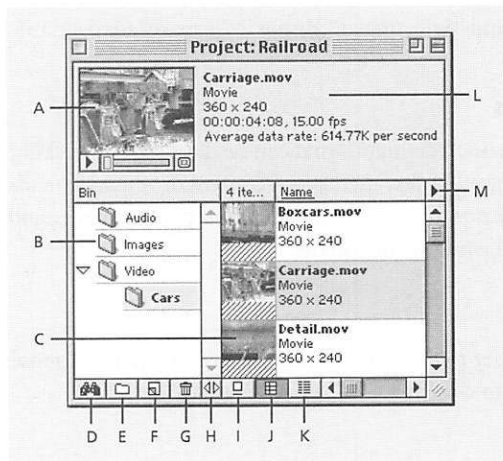 Project: Railroad
Carriage.mov
Movie
360 x 240
00:00:04:08, 15.00 fps
Average data rate: 614.77K per second
A
L
Bin
4 ite...
Name
M
Audio
Images
Video
Cars
B
Boxcars.mov
Movie
360 x 240
Carriage.mov
Movie
360 x 240
C
Detail.mov
Movie
360 x 240
D
E
F
G
H
I
J
K